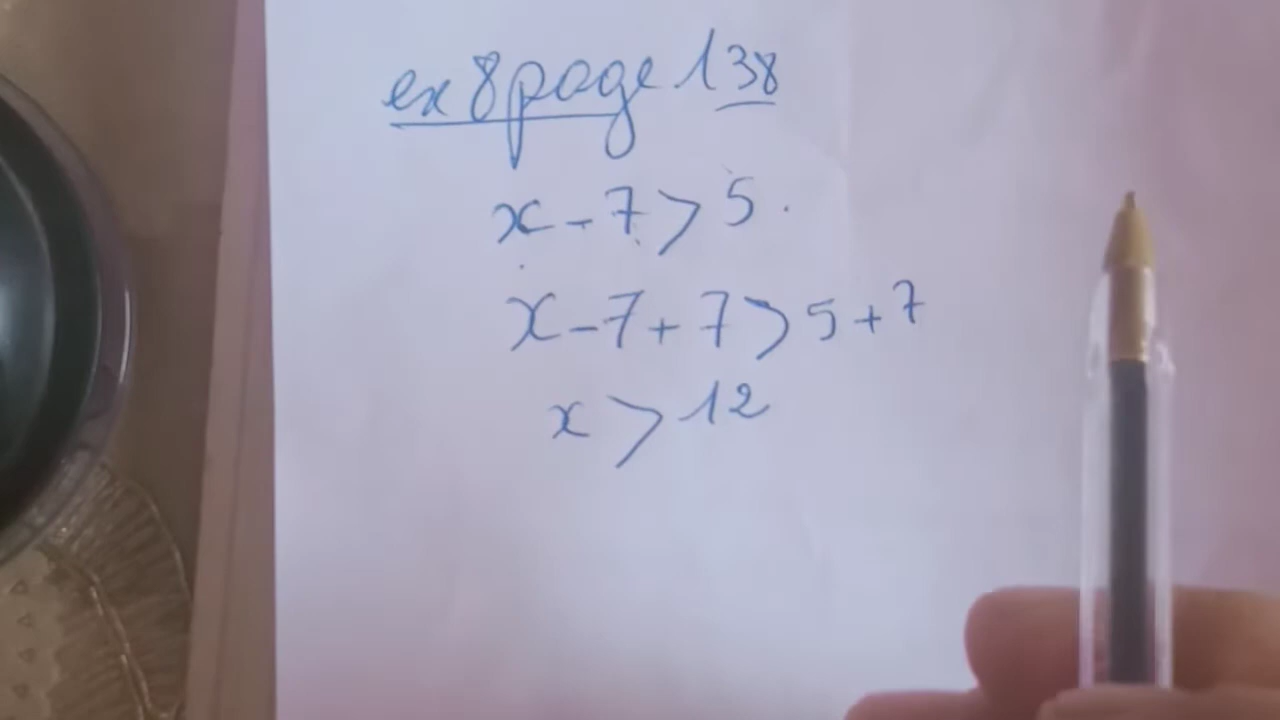 ex 8 page 138
x - 7 > 5.
x - 7 + 7 > 5 + 7
x > 12